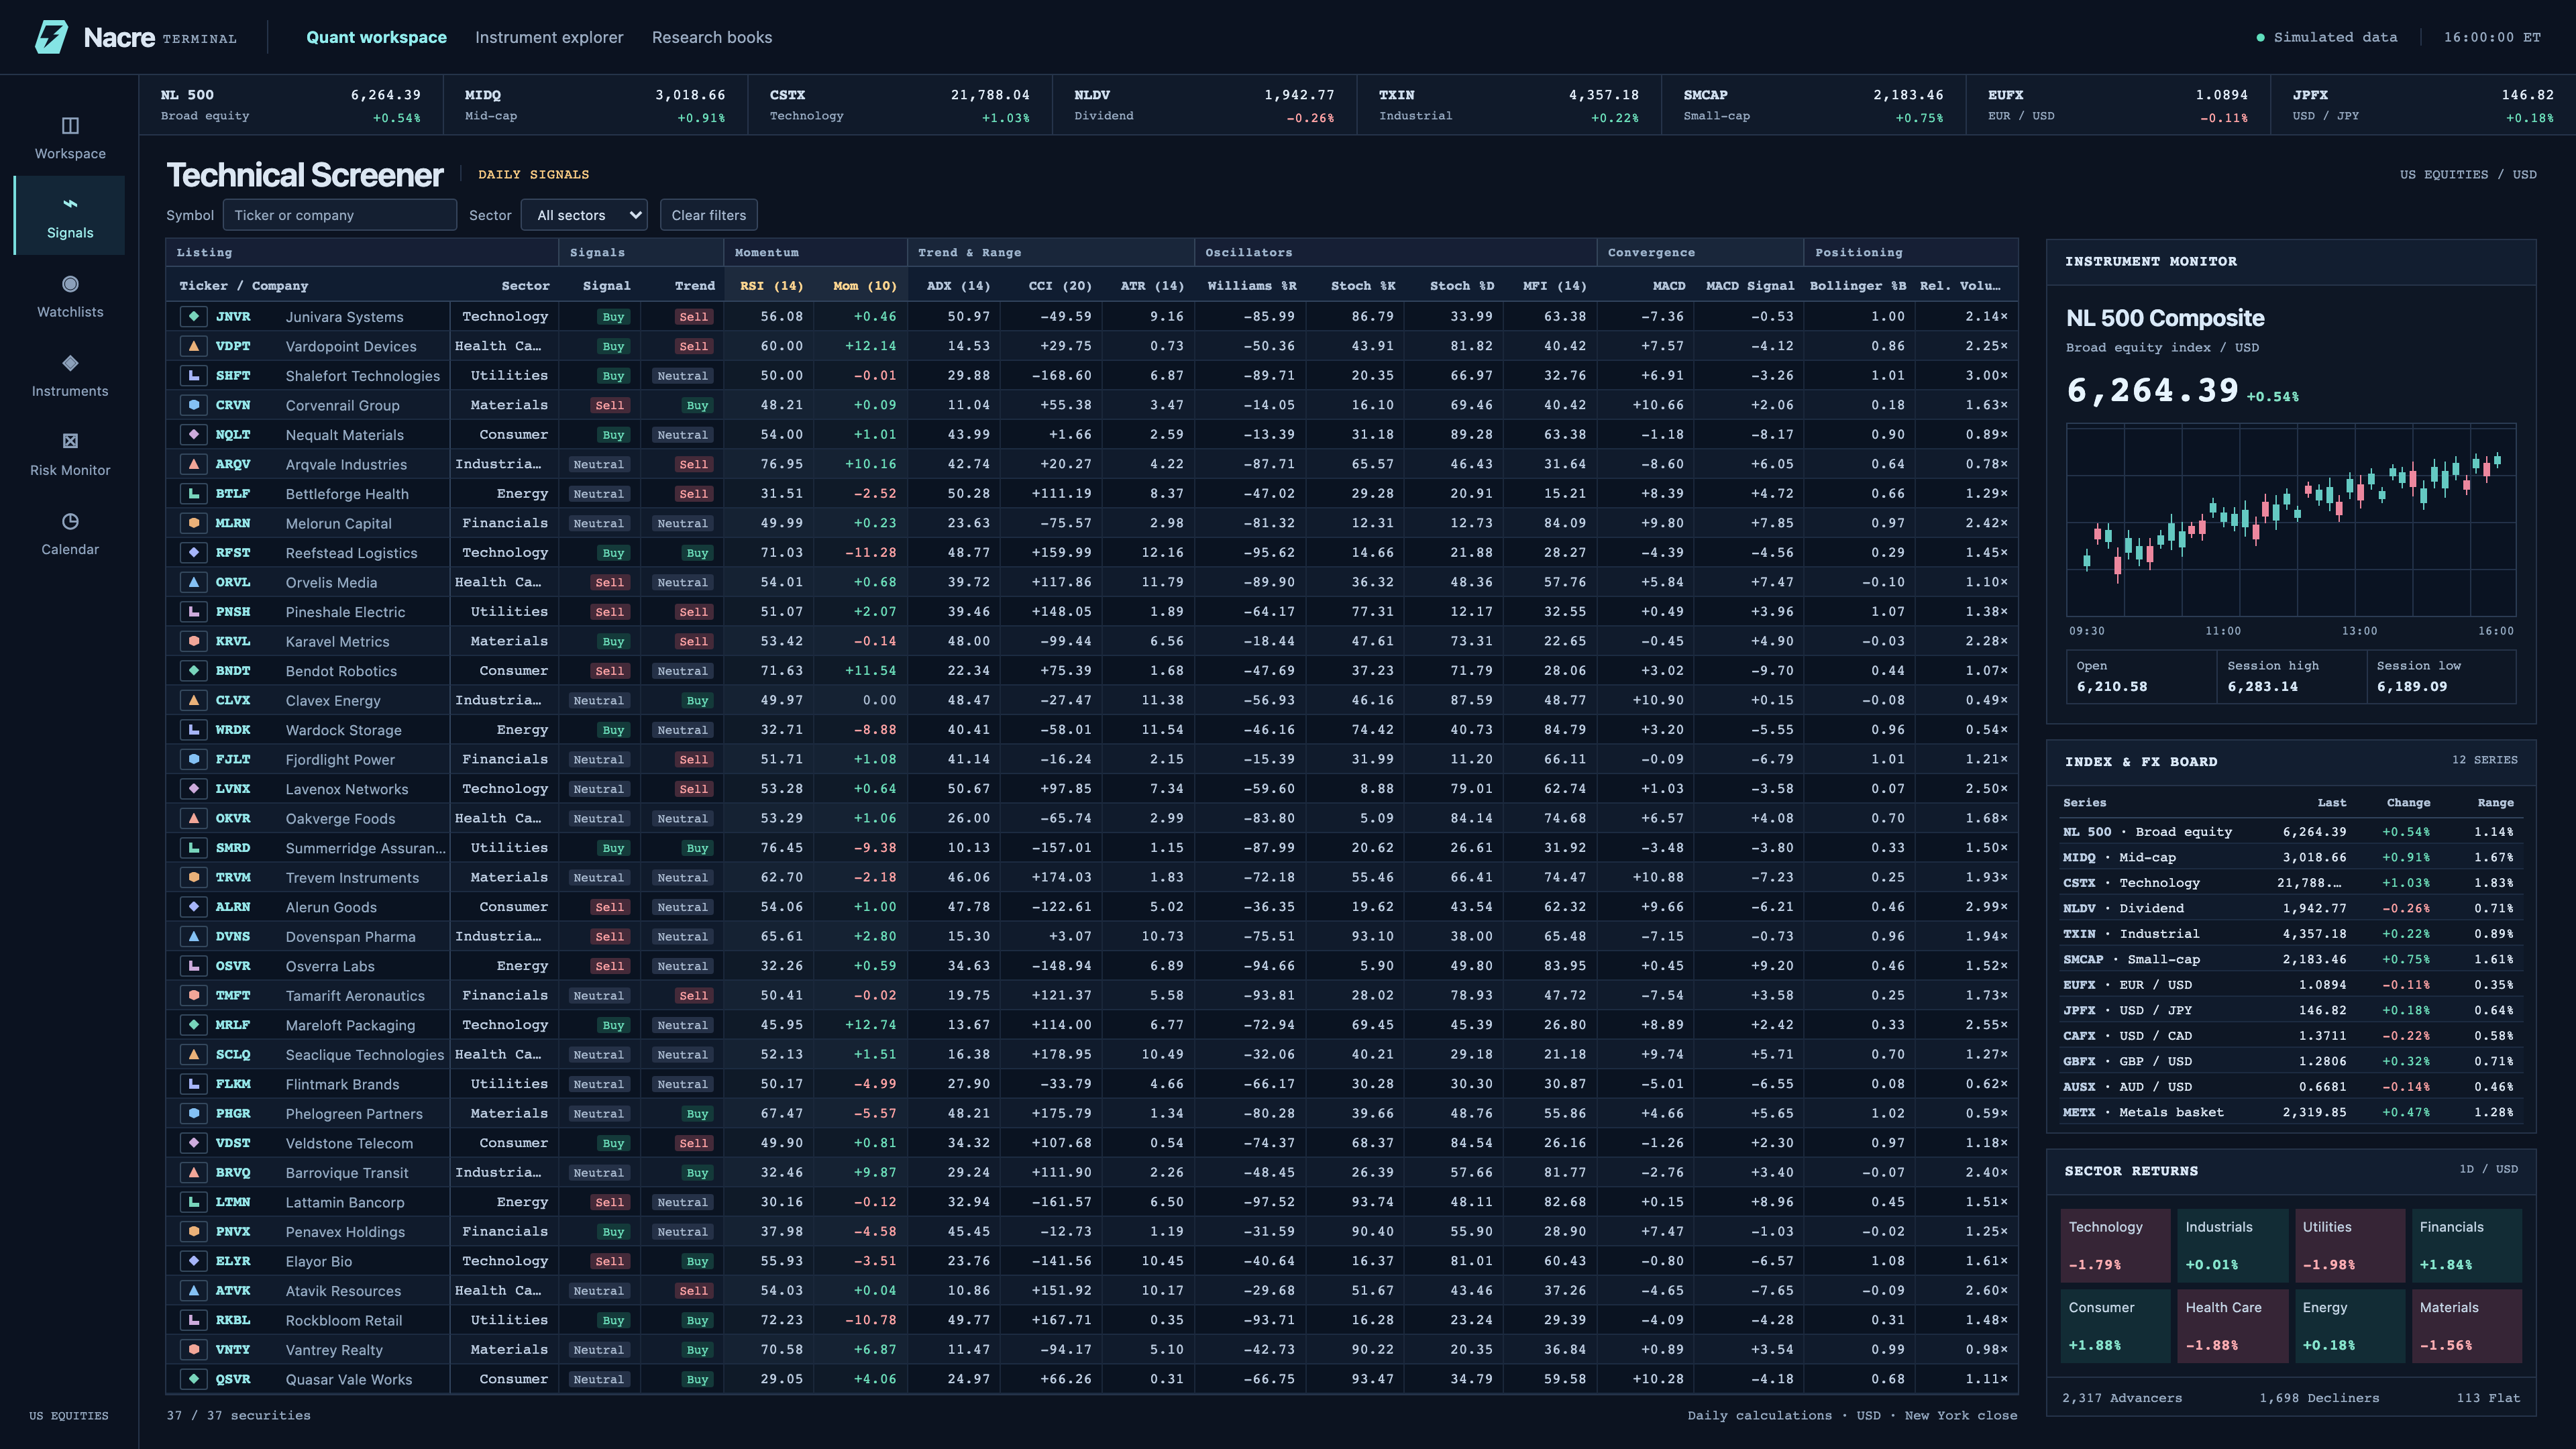 Nacre TERMINAL Quant workspace Instrument explorer Research books Simulated data 16:00:00 ET
NL 500 6,264.39 MIDQ 3,018.66 CSTX 21,788.04 NLDV 1,942.77 TXIN 4,357.18 SMCAP 2,183.46 EUFX 1.0894 JPFX 146.82
Broad equity +0.54% Mid-cap +0.91% Technology +1.03% Dividend −0.26% Industrial +0.22% Small-cap +0.75% EUR / USD −0.11% USD / JPY +0.18%
Workspace
Signals
Watchlists
Instruments
Risk Monitor
Calendar
US EQUITIES
Technical Screener DAILY SIGNALS US EQUITIES / USD
Symbol Ticker or company Sector All sectors Clear filters
Listing Signals Momentum Trend & Range Oscillators Convergence Positioning
Ticker / Company Sector Signal Trend RSI (14) Mom (10) ADX (14) CCI (20) ATR (14) Williams %R Stoch %K Stoch %D MFI (14) MACD MACD Signal Bollinger %B Rel. Volu…
JNVR Junivara Systems Technology Buy Sell 56.08 +0.46 50.97 −49.59 9.16 −85.99 86.79 33.99 63.38 −7.36 −0.53 1.00 2.14×
VDPT Vardopoint Devices Health Ca… Buy Sell 60.00 +12.14 14.53 +29.75 0.73 −50.36 43.91 81.82 40.42 +7.57 −4.12 0.86 2.25×
SHFT Shalefort Technologies Utilities Buy Neutral 50.00 −0.01 29.88 −168.60 6.87 −89.71 20.35 66.97 32.76 +6.91 −3.26 1.01 3.00×
CRVN Corvenrail Group Materials Sell Buy 48.21 +0.09 11.04 +55.38 3.47 −14.05 16.10 69.46 40.42 +10.66 +2.06 0.18 1.63×
NQLT Nequalt Materials Consumer Buy Neutral 54.00 +1.01 43.99 +1.66 2.59 −13.39 31.18 89.28 63.38 −1.18 −8.17 0.90 0.89×
ARQV Arqvale Industries Industria… Neutral Sell 76.95 +10.16 42.74 +20.27 4.22 −87.71 65.57 46.43 31.64 −8.60 +6.05 0.64 0.78×
BTLF Bettleforge Health Energy Neutral Sell 31.51 −2.52 50.28 +111.19 8.37 −47.02 29.28 20.91 15.21 +8.39 +4.72 0.66 1.29×
MLRN Melorun Capital Financials Neutral Neutral 49.99 +0.23 23.63 −75.57 2.98 −81.32 12.31 12.73 84.09 +9.80 +7.85 0.97 2.42×
RFST Reefstead Logistics Technology Buy Buy 71.03 −11.28 48.77 +159.99 12.16 −95.62 14.66 21.88 28.27 −4.39 −4.56 0.29 1.45×
ORVL Orvelis Media Health Ca… Sell Neutral 54.01 +0.68 39.72 +117.86 11.79 −89.90 36.32 48.36 57.76 +5.84 +7.47 −0.10 1.10×
PNSH Pineshale Electric Utilities Sell Sell 51.07 +2.07 39.46 +148.05 1.89 −64.17 77.31 12.17 32.55 +0.49 +3.96 1.07 1.38×
KRVL Karavel Metrics Materials Buy Sell 53.42 −0.14 48.00 −99.44 6.56 −18.44 47.61 73.31 22.65 −0.45 +4.90 −0.03 2.28×
BNDT Bendot Robotics Consumer Sell Neutral 71.63 +11.54 22.34 +75.39 1.68 −47.69 37.23 71.79 28.06 +3.02 −9.70 0.44 1.07×
CLVX Clavex Energy Industria… Neutral Buy 49.97 0.00 48.47 −27.47 11.38 −56.93 46.16 87.59 48.77 +10.90 +0.15 −0.08 0.49×
WRDK Wardock Storage Energy Buy Neutral 32.71 −8.88 40.41 −58.01 11.54 −46.16 74.42 40.73 84.79 +3.20 −5.55 0.96 0.54×
FJLT Fjordlight Power Financials Neutral Sell 51.71 +1.08 41.14 −16.24 2.15 −15.39 31.99 11.20 66.11 −0.09 −6.79 1.01 1.21×
LVNX Lavenox Networks Technology Neutral Sell 53.28 +0.64 50.67 +97.85 7.34 −59.60 8.88 79.01 62.74 +1.03 −3.58 0.07 2.50×
OKVR Oakverge Foods Health Ca… Neutral Neutral 53.29 +1.06 26.00 −65.74 2.99 −83.80 5.09 84.14 74.68 +6.57 +4.08 0.70 1.68×
SMRD Summerridge Assuran… Utilities Buy Buy 76.45 −9.38 10.13 −157.01 1.15 −87.99 20.62 26.61 31.92 −3.48 −3.80 0.33 1.50×
TRVM Trevem Instruments Materials Neutral Neutral 62.70 −2.18 46.06 +174.03 1.83 −72.18 55.46 66.41 74.47 +10.88 −7.23 0.25 1.93×
ALRN Alerun Goods Consumer Sell Neutral 54.06 +1.00 47.78 −122.61 5.02 −36.35 19.62 43.54 62.32 +9.66 −6.21 0.46 2.99×
DVNS Dovenspan Pharma Industria… Sell Neutral 65.61 +2.80 15.30 +3.07 10.73 −75.51 93.10 38.00 65.48 −7.15 −0.73 0.96 1.94×
OSVR Osverra Labs Energy Sell Neutral 32.26 +0.59 34.63 −148.94 6.89 −94.66 5.90 49.80 83.95 +0.45 +9.20 0.46 1.52×
TMFT Tamarift Aeronautics Financials Neutral Sell 50.41 −0.02 19.75 +121.37 5.58 −93.81 28.02 78.93 47.72 −7.54 +3.58 0.25 1.73×
MRLF Mareloft Packaging Technology Buy Neutral 45.95 +12.74 13.67 +114.00 6.77 −72.94 69.45 45.39 26.80 +8.89 +2.42 0.33 2.55×
SCLQ Seaclique Technologies Health Ca… Neutral Neutral 52.13 +1.51 16.38 +178.95 10.49 −32.06 40.21 29.18 21.18 +9.74 +5.71 0.70 1.27×
FLKM Flintmark Brands Utilities Neutral Neutral 50.17 −4.99 27.90 −33.79 4.66 −66.17 30.28 30.30 30.87 −5.01 −6.55 0.08 0.62×
PHGR Phelogreen Partners Materials Neutral Buy 67.47 −5.57 48.21 +175.79 1.34 −80.28 39.66 48.76 55.86 +4.66 +5.65 1.02 0.59×
VDST Veldstone Telecom Consumer Buy Sell 49.90 +0.81 34.32 +107.68 0.54 −74.37 68.37 84.54 26.16 −1.26 +2.30 0.97 1.18×
BRVQ Barrovique Transit Industria… Neutral Buy 32.46 +9.87 29.24 +111.90 2.26 −48.45 26.39 57.66 81.77 −2.76 +3.40 −0.07 2.40×
LTMN Lattamin Bancorp Energy Sell Neutral 30.16 −0.12 32.94 −161.57 6.50 −97.52 93.74 48.11 82.68 +0.15 +8.96 0.45 1.51×
PNVX Penavex Holdings Financials Buy Neutral 37.98 −4.58 45.45 −12.73 1.19 −31.59 90.40 55.90 28.90 +7.47 −1.03 −0.02 1.25×
ELYR Elayor Bio Technology Sell Buy 55.93 −3.51 23.76 −141.56 10.45 −40.64 16.37 81.01 60.43 −0.80 −6.57 1.08 1.61×
ATVK Atavik Resources Health Ca… Neutral Sell 54.03 +0.04 10.86 +151.92 10.17 −29.68 51.67 43.46 37.26 −4.65 −7.65 −0.09 2.60×
RKBL Rockbloom Retail Utilities Buy Buy 72.23 −10.78 49.77 +167.71 0.35 −93.71 16.28 23.24 29.39 −4.09 −4.28 0.31 1.48×
VNTY Vantrey Realty Materials Neutral Buy 70.58 +6.87 11.47 −94.17 5.10 −42.73 90.22 20.35 36.84 +0.89 +3.54 0.99 0.98×
QSVR Quasar Vale Works Consumer Neutral Buy 29.05 +4.06 24.97 +66.26 0.31 −66.75 93.47 34.79 59.58 +10.28 −4.18 0.68 1.11×
37 / 37 securities Daily calculations · USD · New York close
INSTRUMENT MONITOR
NL 500 Composite
Broad equity index / USD
6,264.39 +0.54%
09:30 11:00 13:00 16:00
Open Session high Session low
6,210.58 6,283.14 6,189.09
INDEX & FX BOARD 12 SERIES
Series Last Change Range
NL 500 · Broad equity 6,264.39 +0.54% 1.14%
MIDQ · Mid-cap 3,018.66 +0.91% 1.67%
CSTX · Technology 21,788.… +1.03% 1.83%
NLDV · Dividend 1,942.77 −0.26% 0.71%
TXIN · Industrial 4,357.18 +0.22% 0.89%
SMCAP · Small-cap 2,183.46 +0.75% 1.61%
EUFX · EUR / USD 1.0894 −0.11% 0.35%
JPFX · USD / JPY 146.82 +0.18% 0.64%
CAFX · USD / CAD 1.3711 −0.22% 0.58%
GBFX · GBP / USD 1.2806 +0.32% 0.71%
AUSX · AUD / USD 0.6681 −0.14% 0.46%
METX · Metals basket 2,319.85 +0.47% 1.28%
SECTOR RETURNS 1D / USD
Technology Industrials Utilities Financials
−1.79% +0.01% −1.98% +1.84%
Consumer Health Care Energy Materials
+1.88% −1.88% +0.18% −1.56%
2,317 Advancers 1,698 Decliners 113 Flat